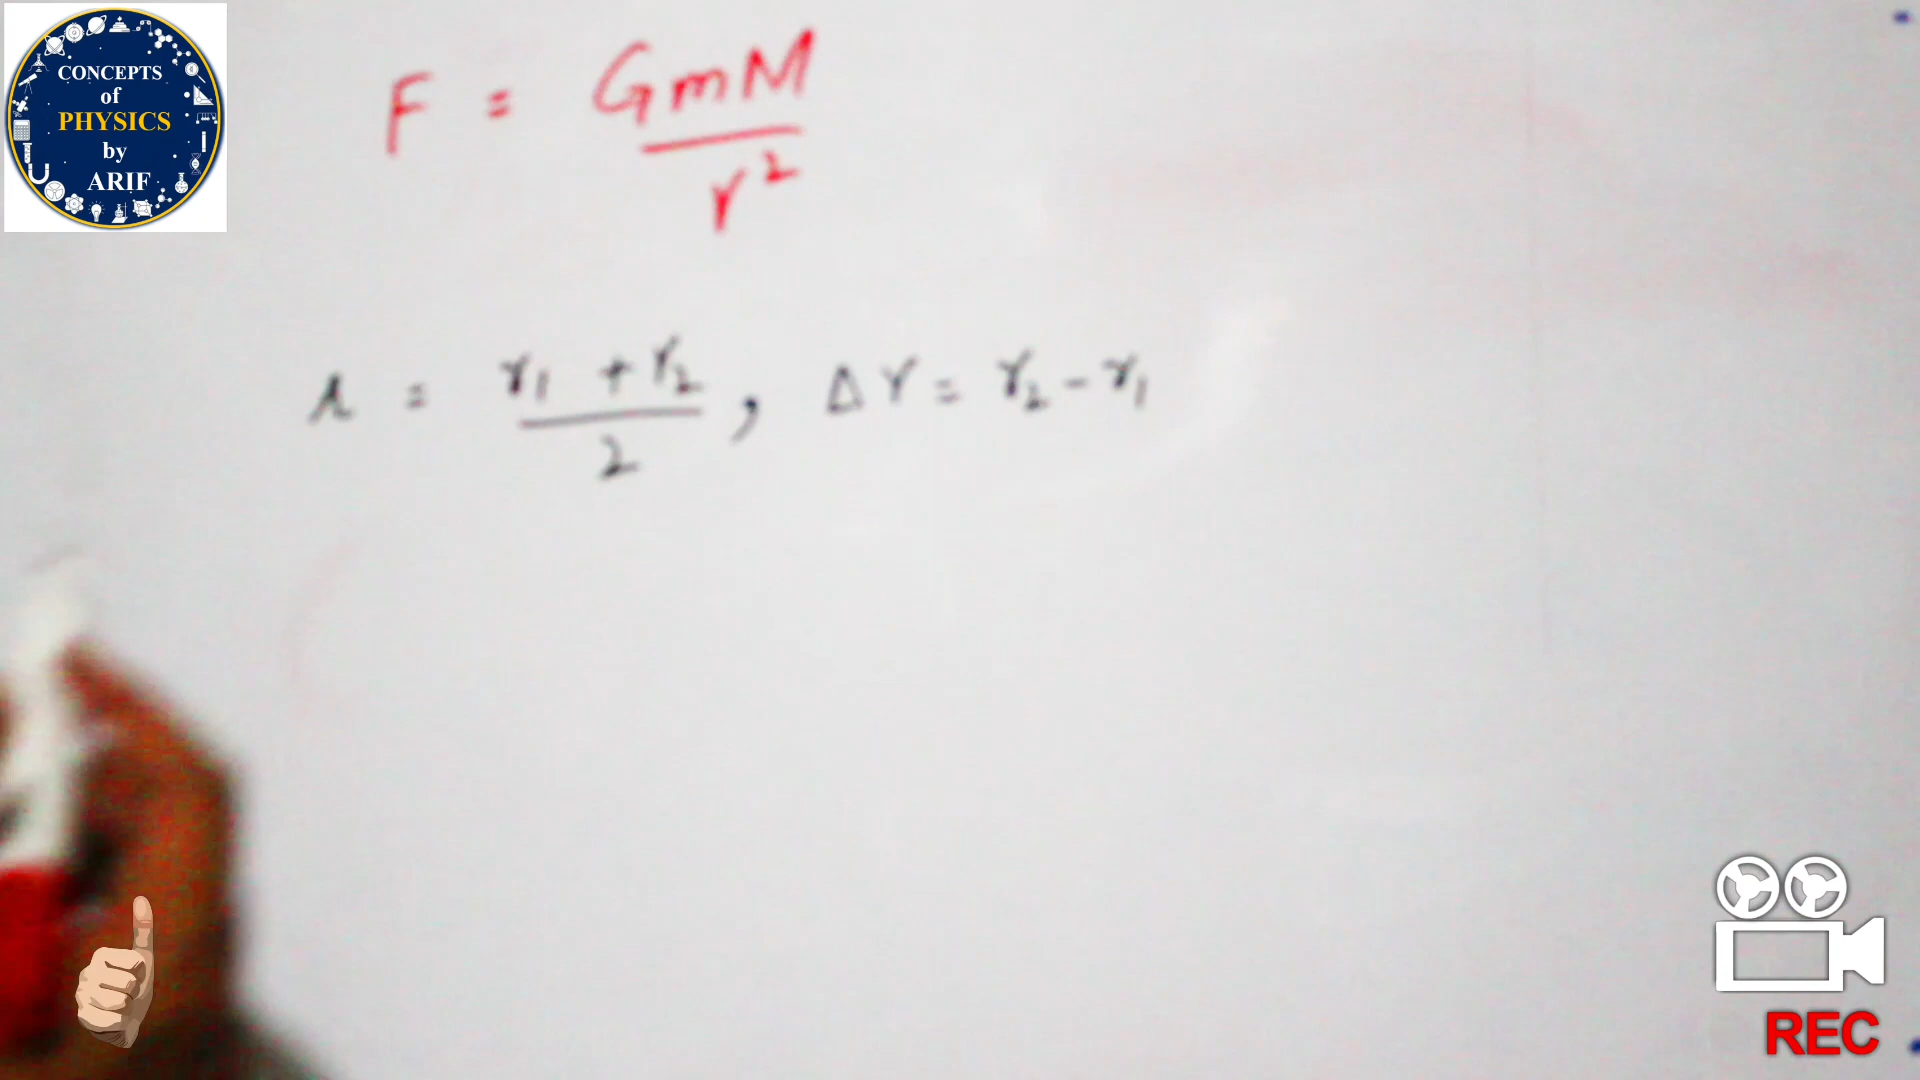 CONCEPTS
of
PHYSICS
by
ARIF
F = GmM / r²
r = r₁ + r₂ / 2 , Δr = r₂ - r₁
REC